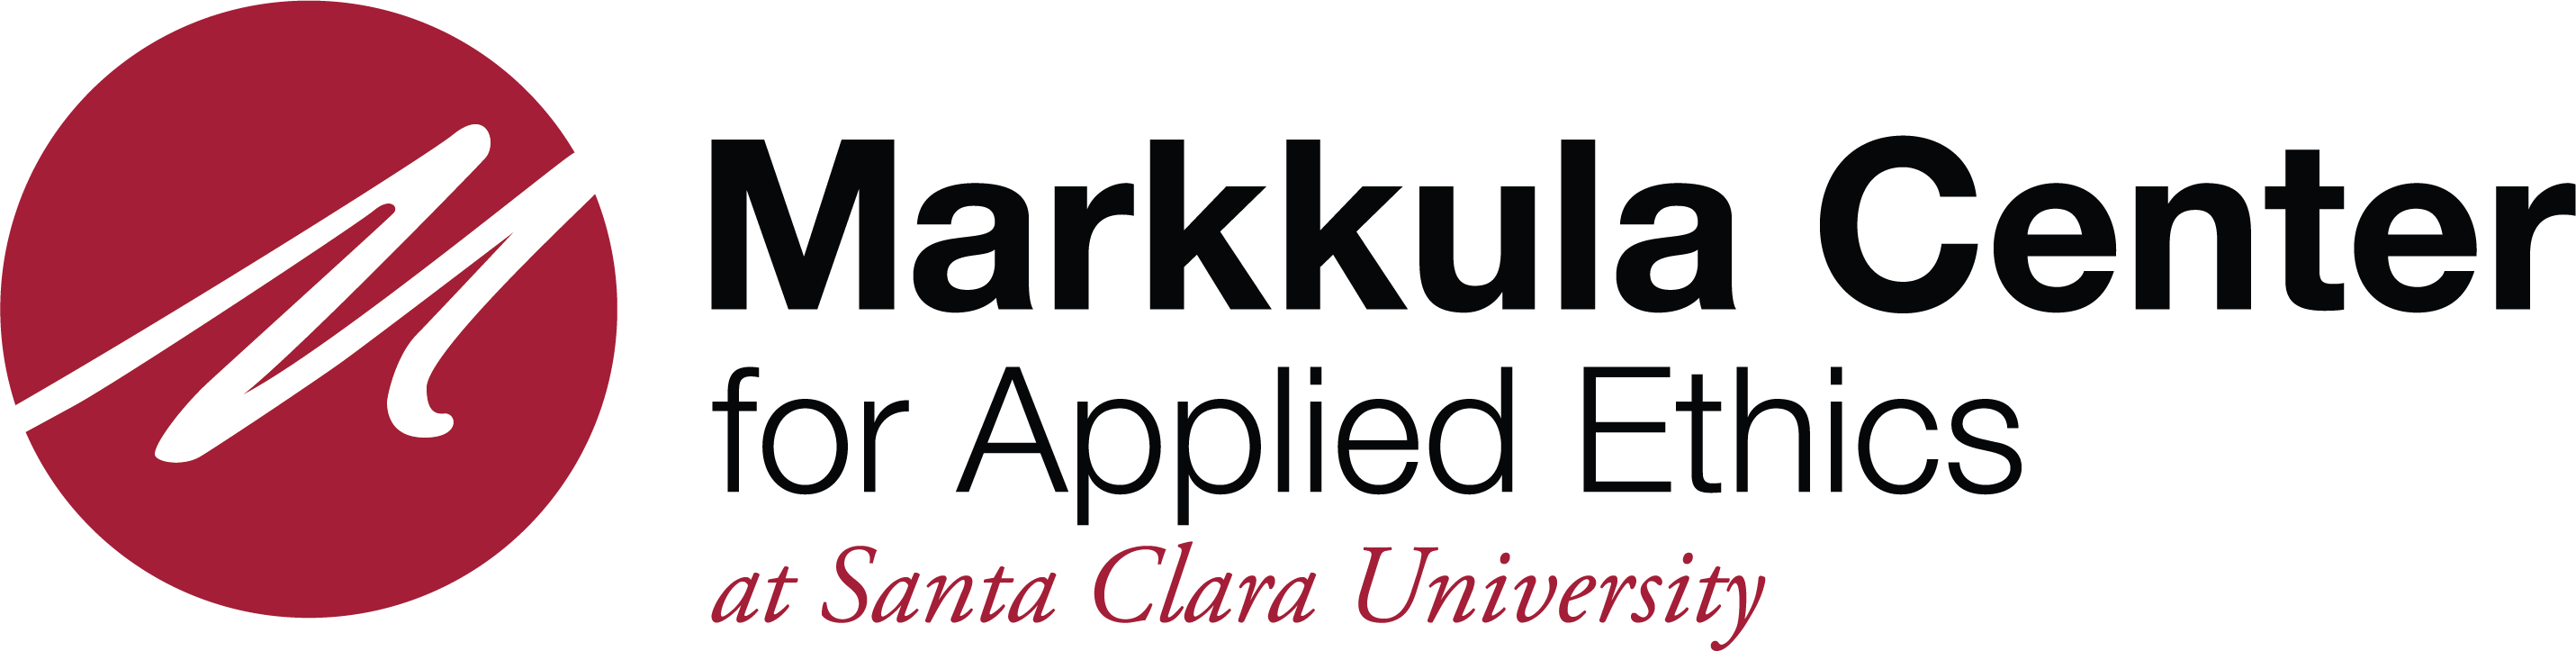 Markkula Center
for Applied Ethics
at Santa Clara University